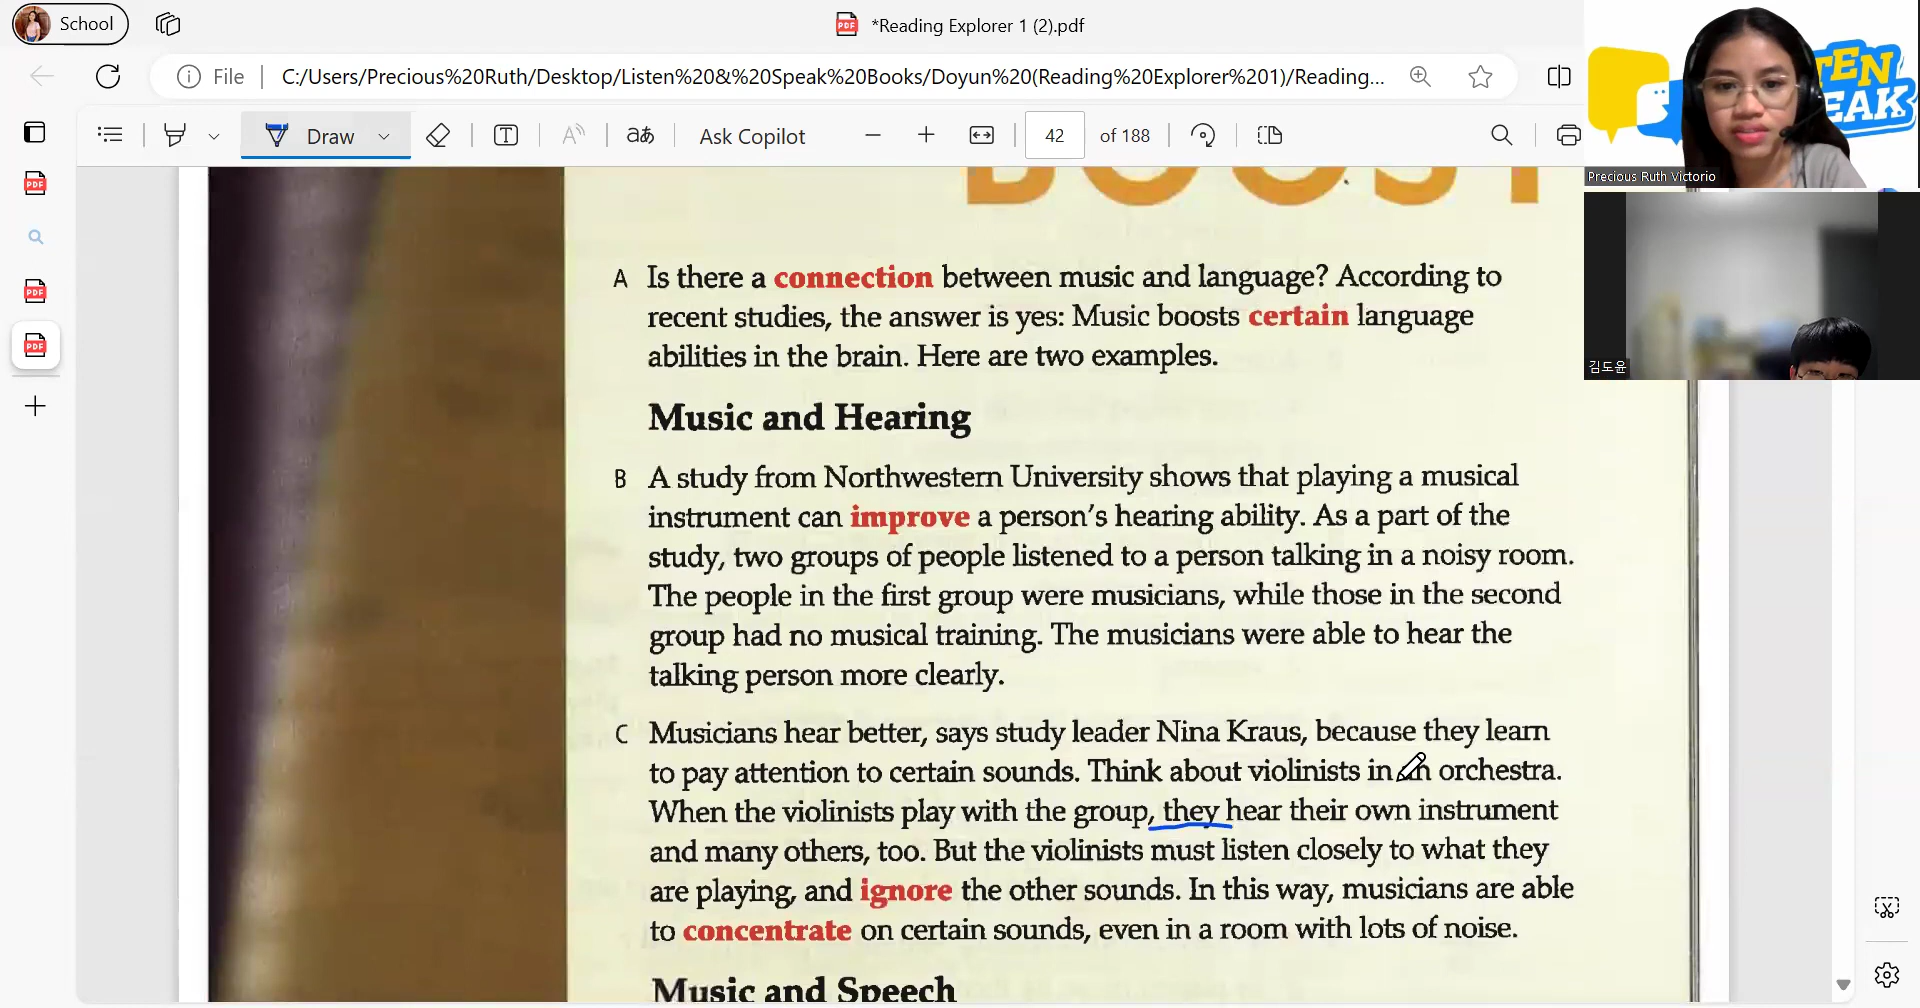 School
*Reading Explorer 1 (2).pdf
File
C:/Users/Precious%20Ruth/Desktop/Listen%20&%20Speak%20Books/Doyun%20(Reading%20Explorer%201)/Reading...
Draw
aあ
Ask Copilot
42
of 188
Precious Ruth Victorio
김도윤
BOOST
A Is there a connection between music and language? According to
recent studies, the answer is yes: Music boosts certain language
abilities in the brain. Here are two examples.
Music and Hearing
B A study from Northwestern University shows that playing a musical
instrument can improve a person's hearing ability. As a part of the
study, two groups of people listened to a person talking in a noisy room.
The people in the first group were musicians, while those in the second
group had no musical training. The musicians were able to hear the
talking person more clearly.
C Musicians hear better, says study leader Nina Kraus, because they learn
to pay attention to certain sounds. Think about violinists in an orchestra.
When the violinists play with the group, they hear their own instrument
and many others, too. But the violinists must listen closely to what they
are playing, and ignore the other sounds. In this way, musicians are able
to concentrate on certain sounds, even in a room with lots of noise.
Music and Speech